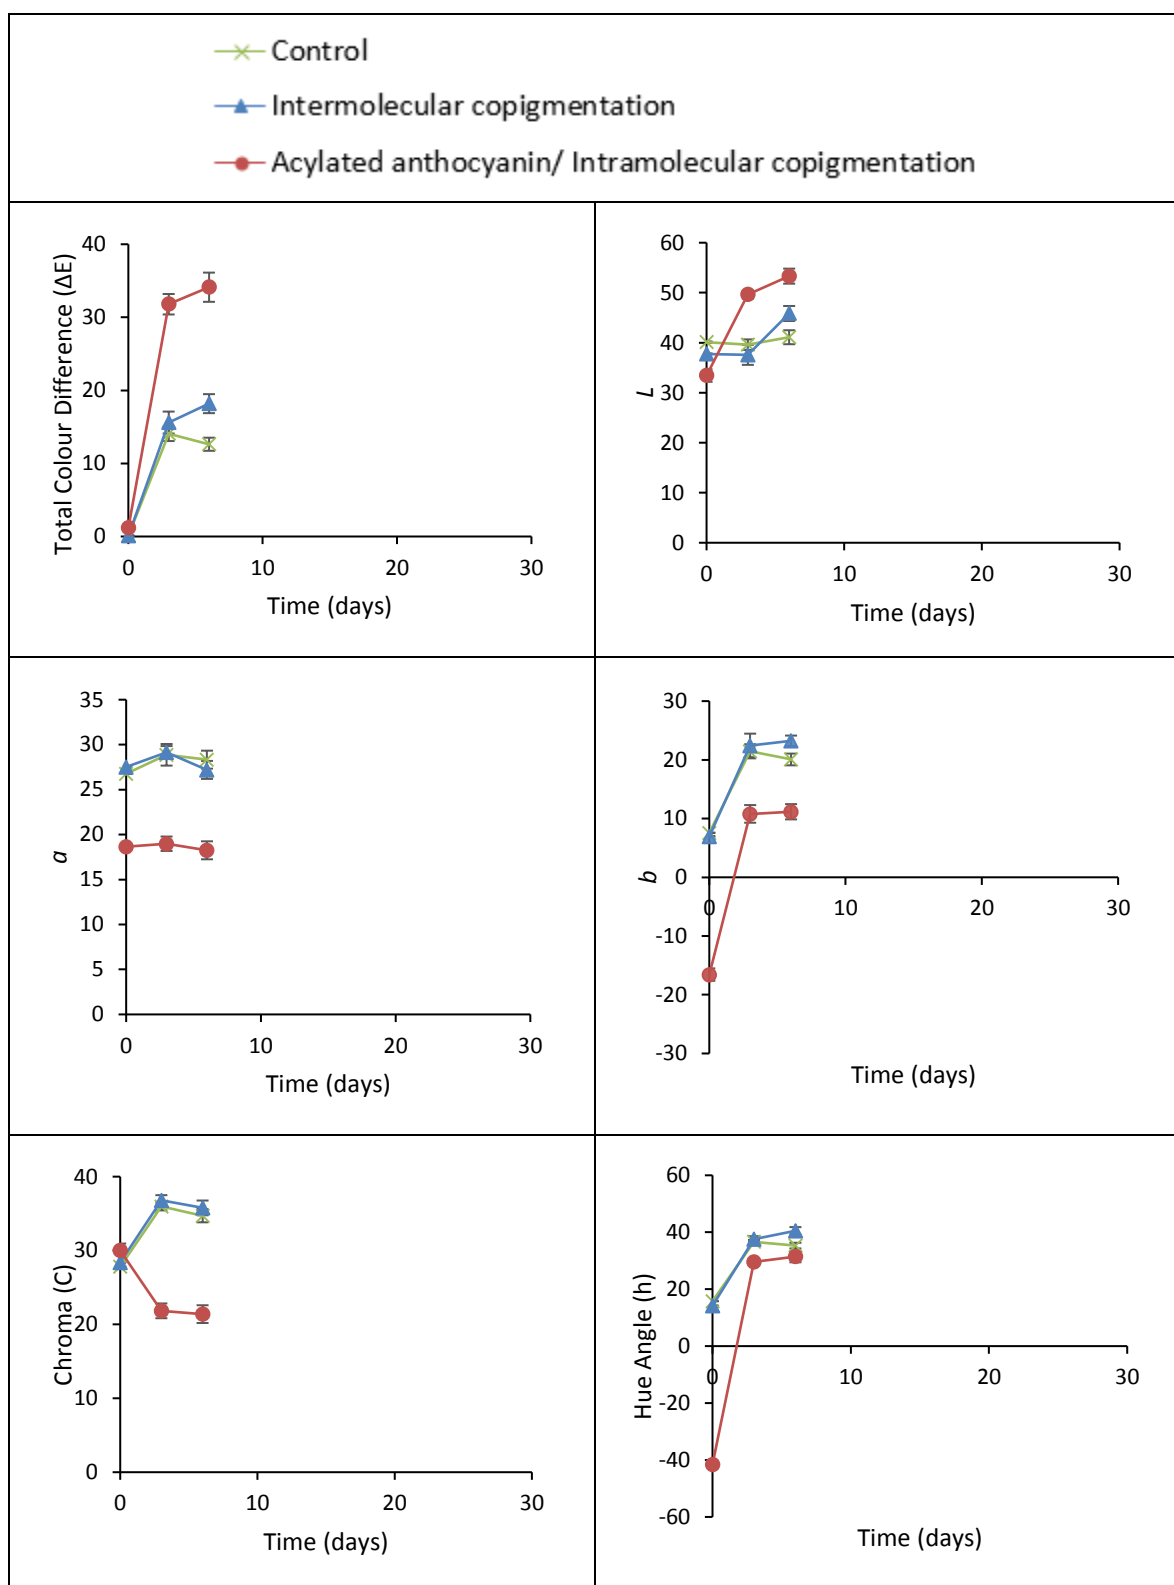 Control
Intermolecular copigmentation
Acylated anthocyanin/ Intramolecular copigmentation
Total Colour Difference (ΔE)
40
30
20
10
0
0 10 20 30
Time (days)
L
60
50
40
30
20
10
0
0 10 20 30
Time (days)
a
35
30
25
20
15
10
5
0
0 10 20 30
Time (days)
b
30
20
10
0
-10
-20
-30
0 10 20 30
Time (days)
Chroma (C)
40
30
20
10
0
0 10 20 30
Time (days)
Hue Angle (h)
60
40
20
0
-20
-40
-60
0 10 20 30
Time (days)